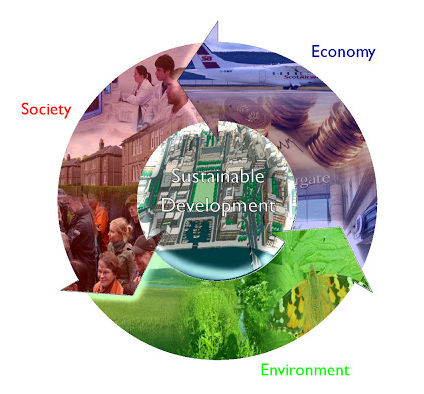 Economy
Society
Sustainable
Development
Environment